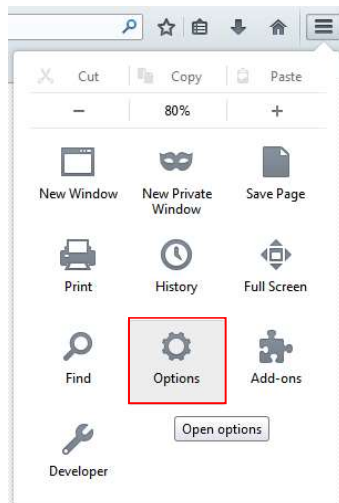 Cut Copy Paste
− 80% +
New Window New Private Save Page
Window
Print History Full Screen
Find Options Add-ons
Open options
Developer